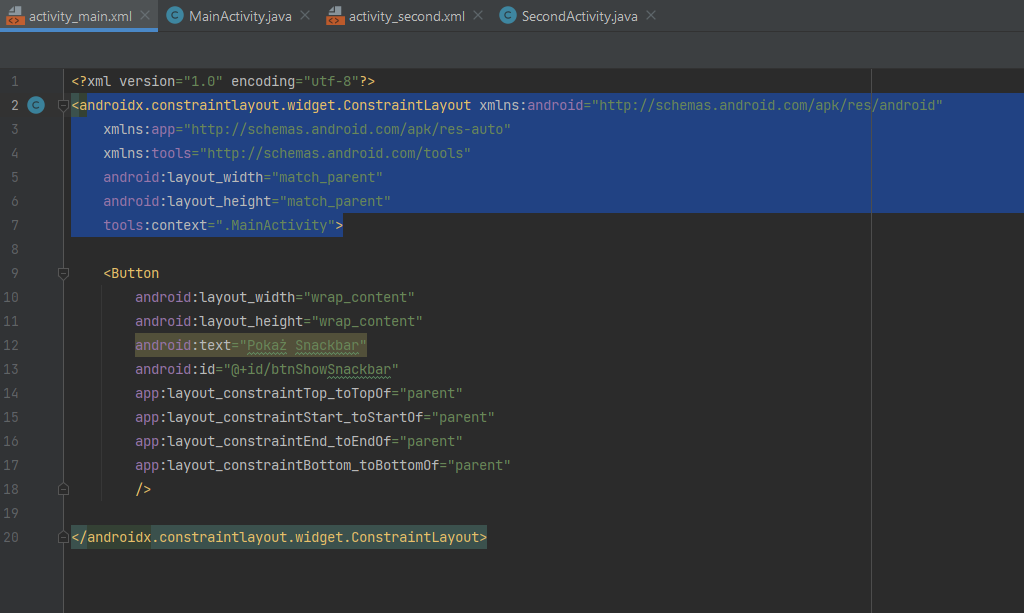 activity_main.xml MainActivity.java activity_second.xml SecondActivity.java
1 <?xml version="1.0" encoding="utf-8"?>
2 <androidx.constraintlayout.widget.ConstraintLayout xmlns:android="http://schemas.android.com/apk/res/android"
3 xmlns:app="http://schemas.android.com/apk/res-auto"
4 xmlns:tools="http://schemas.android.com/tools"
5 android:layout_width="match_parent"
6 android:layout_height="match_parent"
7 tools:context=".MainActivity">
8
9 <Button
10 android:layout_width="wrap_content"
11 android:layout_height="wrap_content"
12 android:text="Pokaż Snackbar"
13 android:id="@+id/btnShowSnackbar"
14 app:layout_constraintTop_toTopOf="parent"
15 app:layout_constraintStart_toStartOf="parent"
16 app:layout_constraintEnd_toEndOf="parent"
17 app:layout_constraintBottom_toBottomOf="parent"
18 />
19
20 </androidx.constraintlayout.widget.ConstraintLayout>